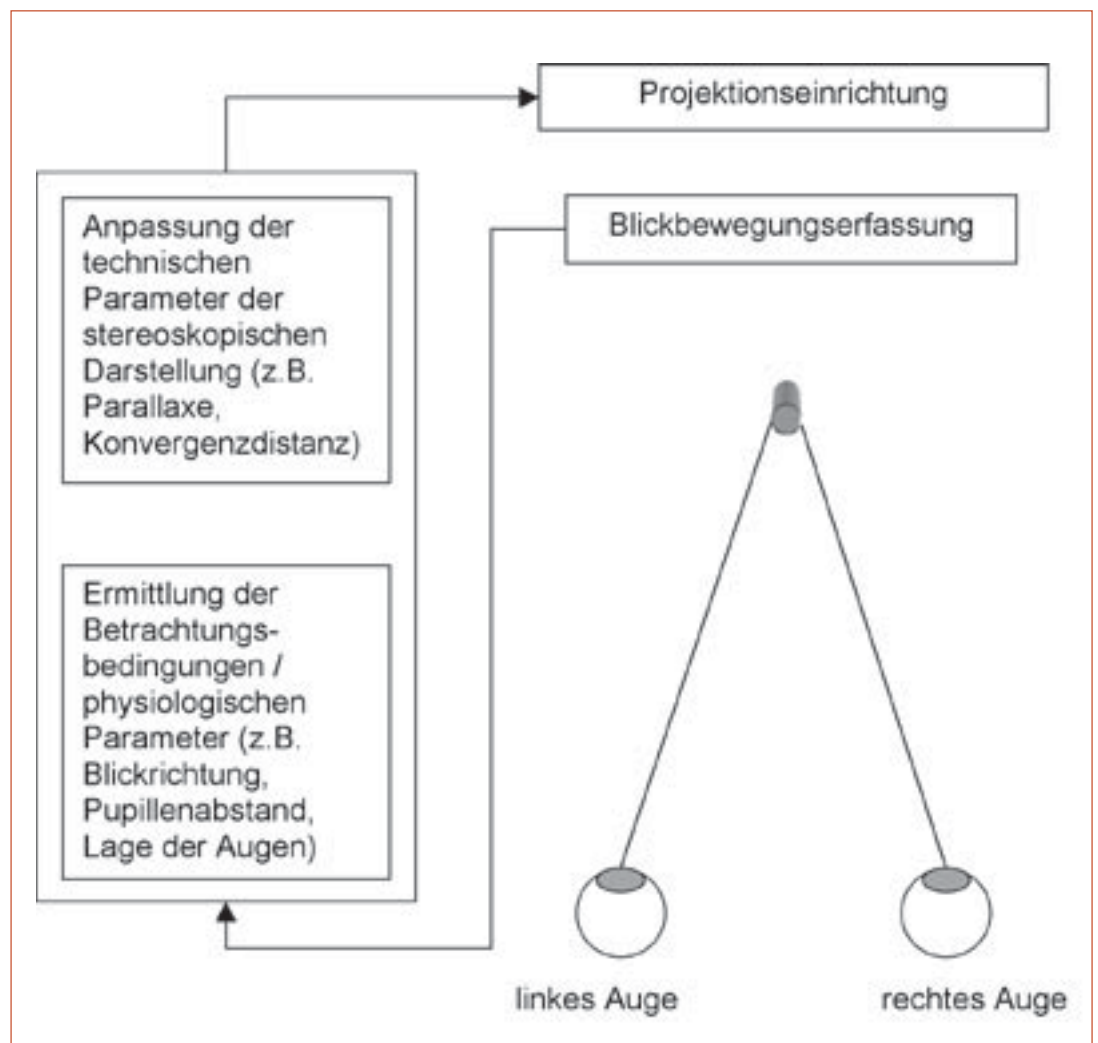 Projektionseinrichtung
Blickbewegungserfassung
Anpassung der
technischen
Parameter der
stereoskopischen
Darstellung (z.B.
Parallaxe,
Konvergenzdistanz)
Ermittlung der
Betrachtungs-
bedingungen /
physiologischen
Parameter (z.B.
Blickrichtung,
Pupillenabstand,
Lage der Augen)
linkes Auge
rechtes Auge